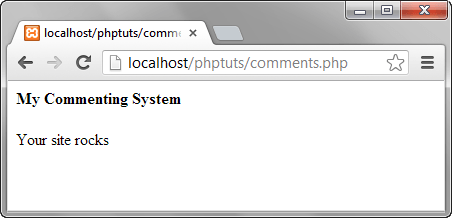 localhost/phptuts/comme
localhost/phptuts/comments.php
My Commenting System
Your site rocks